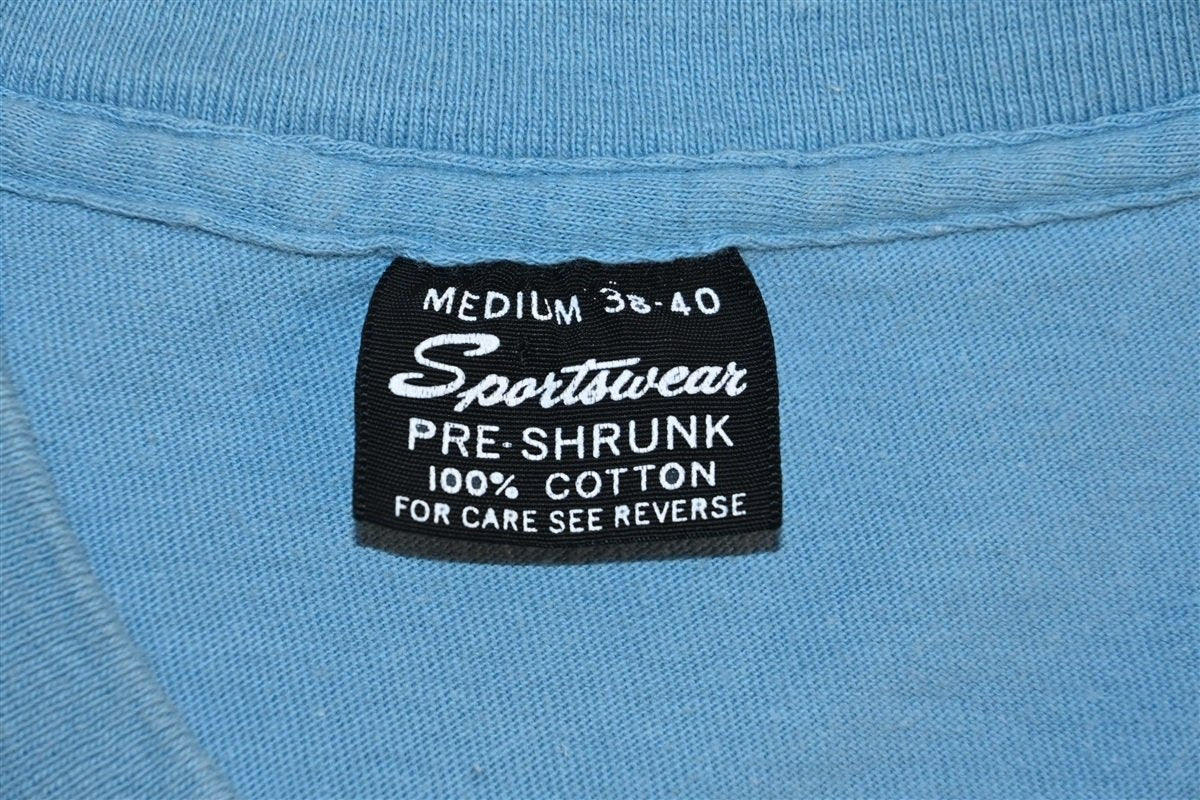 MEDIUM 38-40
Sportswear
PRE-SHRUNK
100% COTTON
FOR CARE SEE REVERSE